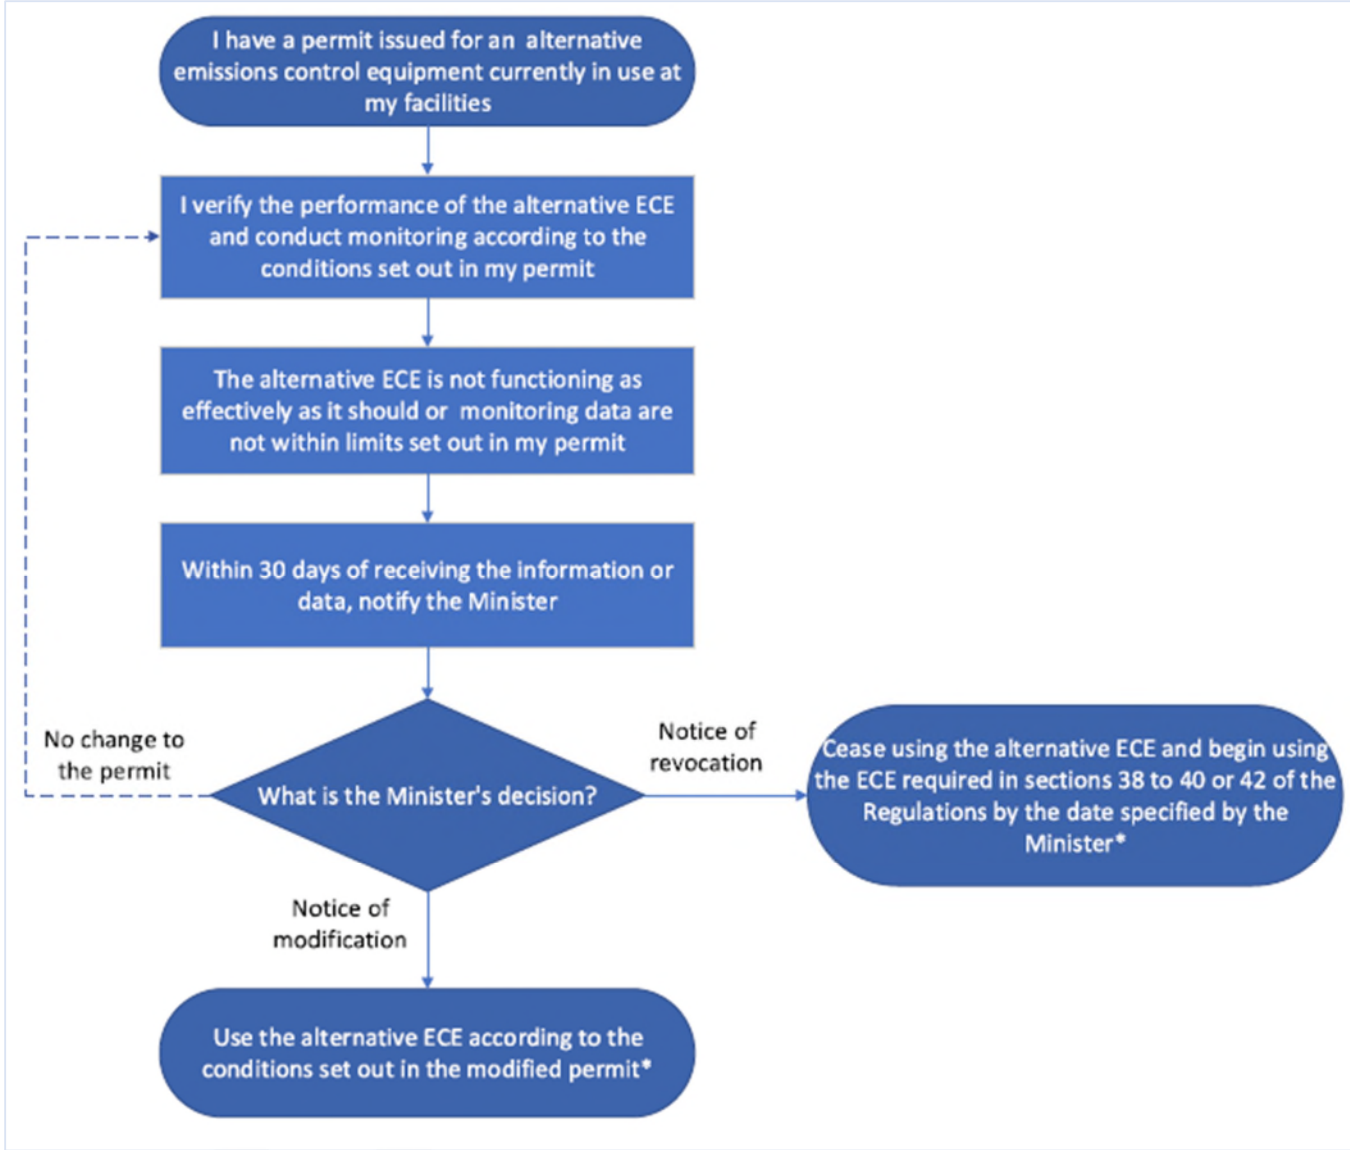 I have a permit issued for an alternative
emissions control equipment currently in use at
my facilities
I verify the performance of the alternative ECE
and conduct monitoring according to the
conditions set out in my permit
The alternative ECE is not functioning as
effectively as it should or monitoring data are
not within limits set out in my permit
Within 30 days of receiving the information or
data, notify the Minister
No change to
the permit
What is the Minister's decision?
Notice of
revocation
Cease using the alternative ECE and begin using
the ECE required in sections 38 to 40 or 42 of the
Regulations by the date specified by the
Minister*
Notice of
modification
Use the alternative ECE according to the
conditions set out in the modified permit*